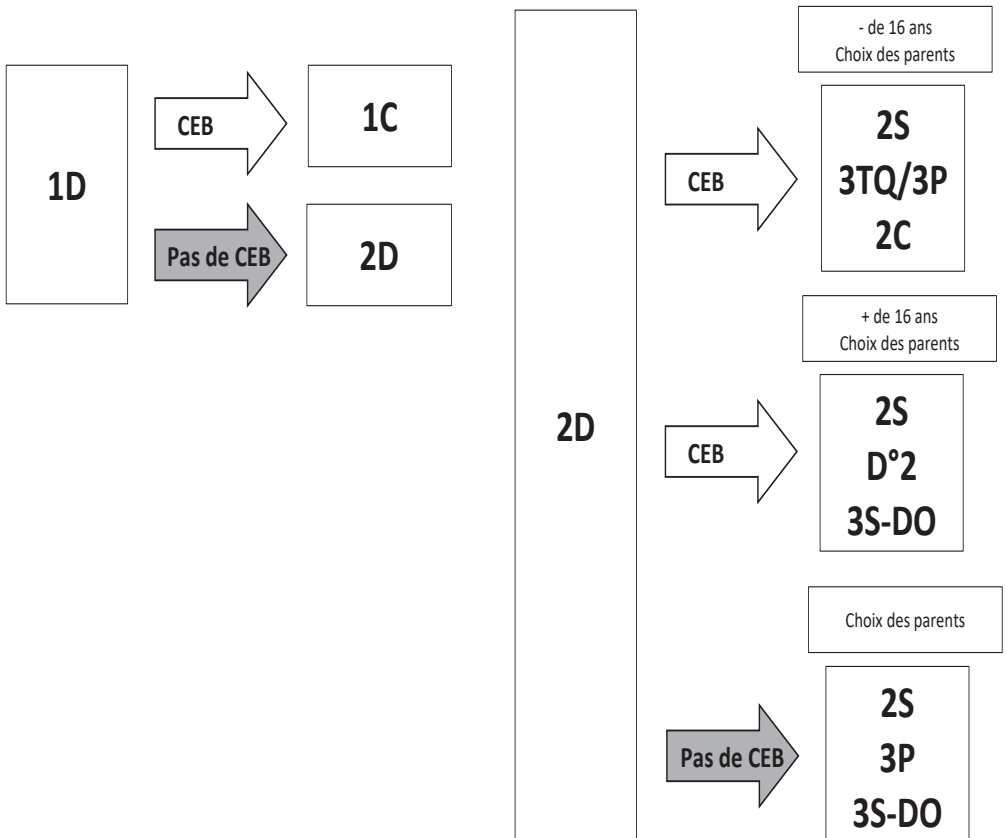 1D
CEB
1C
Pas de CEB
2D
2D
CEB
- de 16 ans
Choix des parents
2S
3TQ/3P
2C
CEB
+ de 16 ans
Choix des parents
2S
D°2
3S-DO
Pas de CEB
Choix des parents
2S
3P
3S-DO